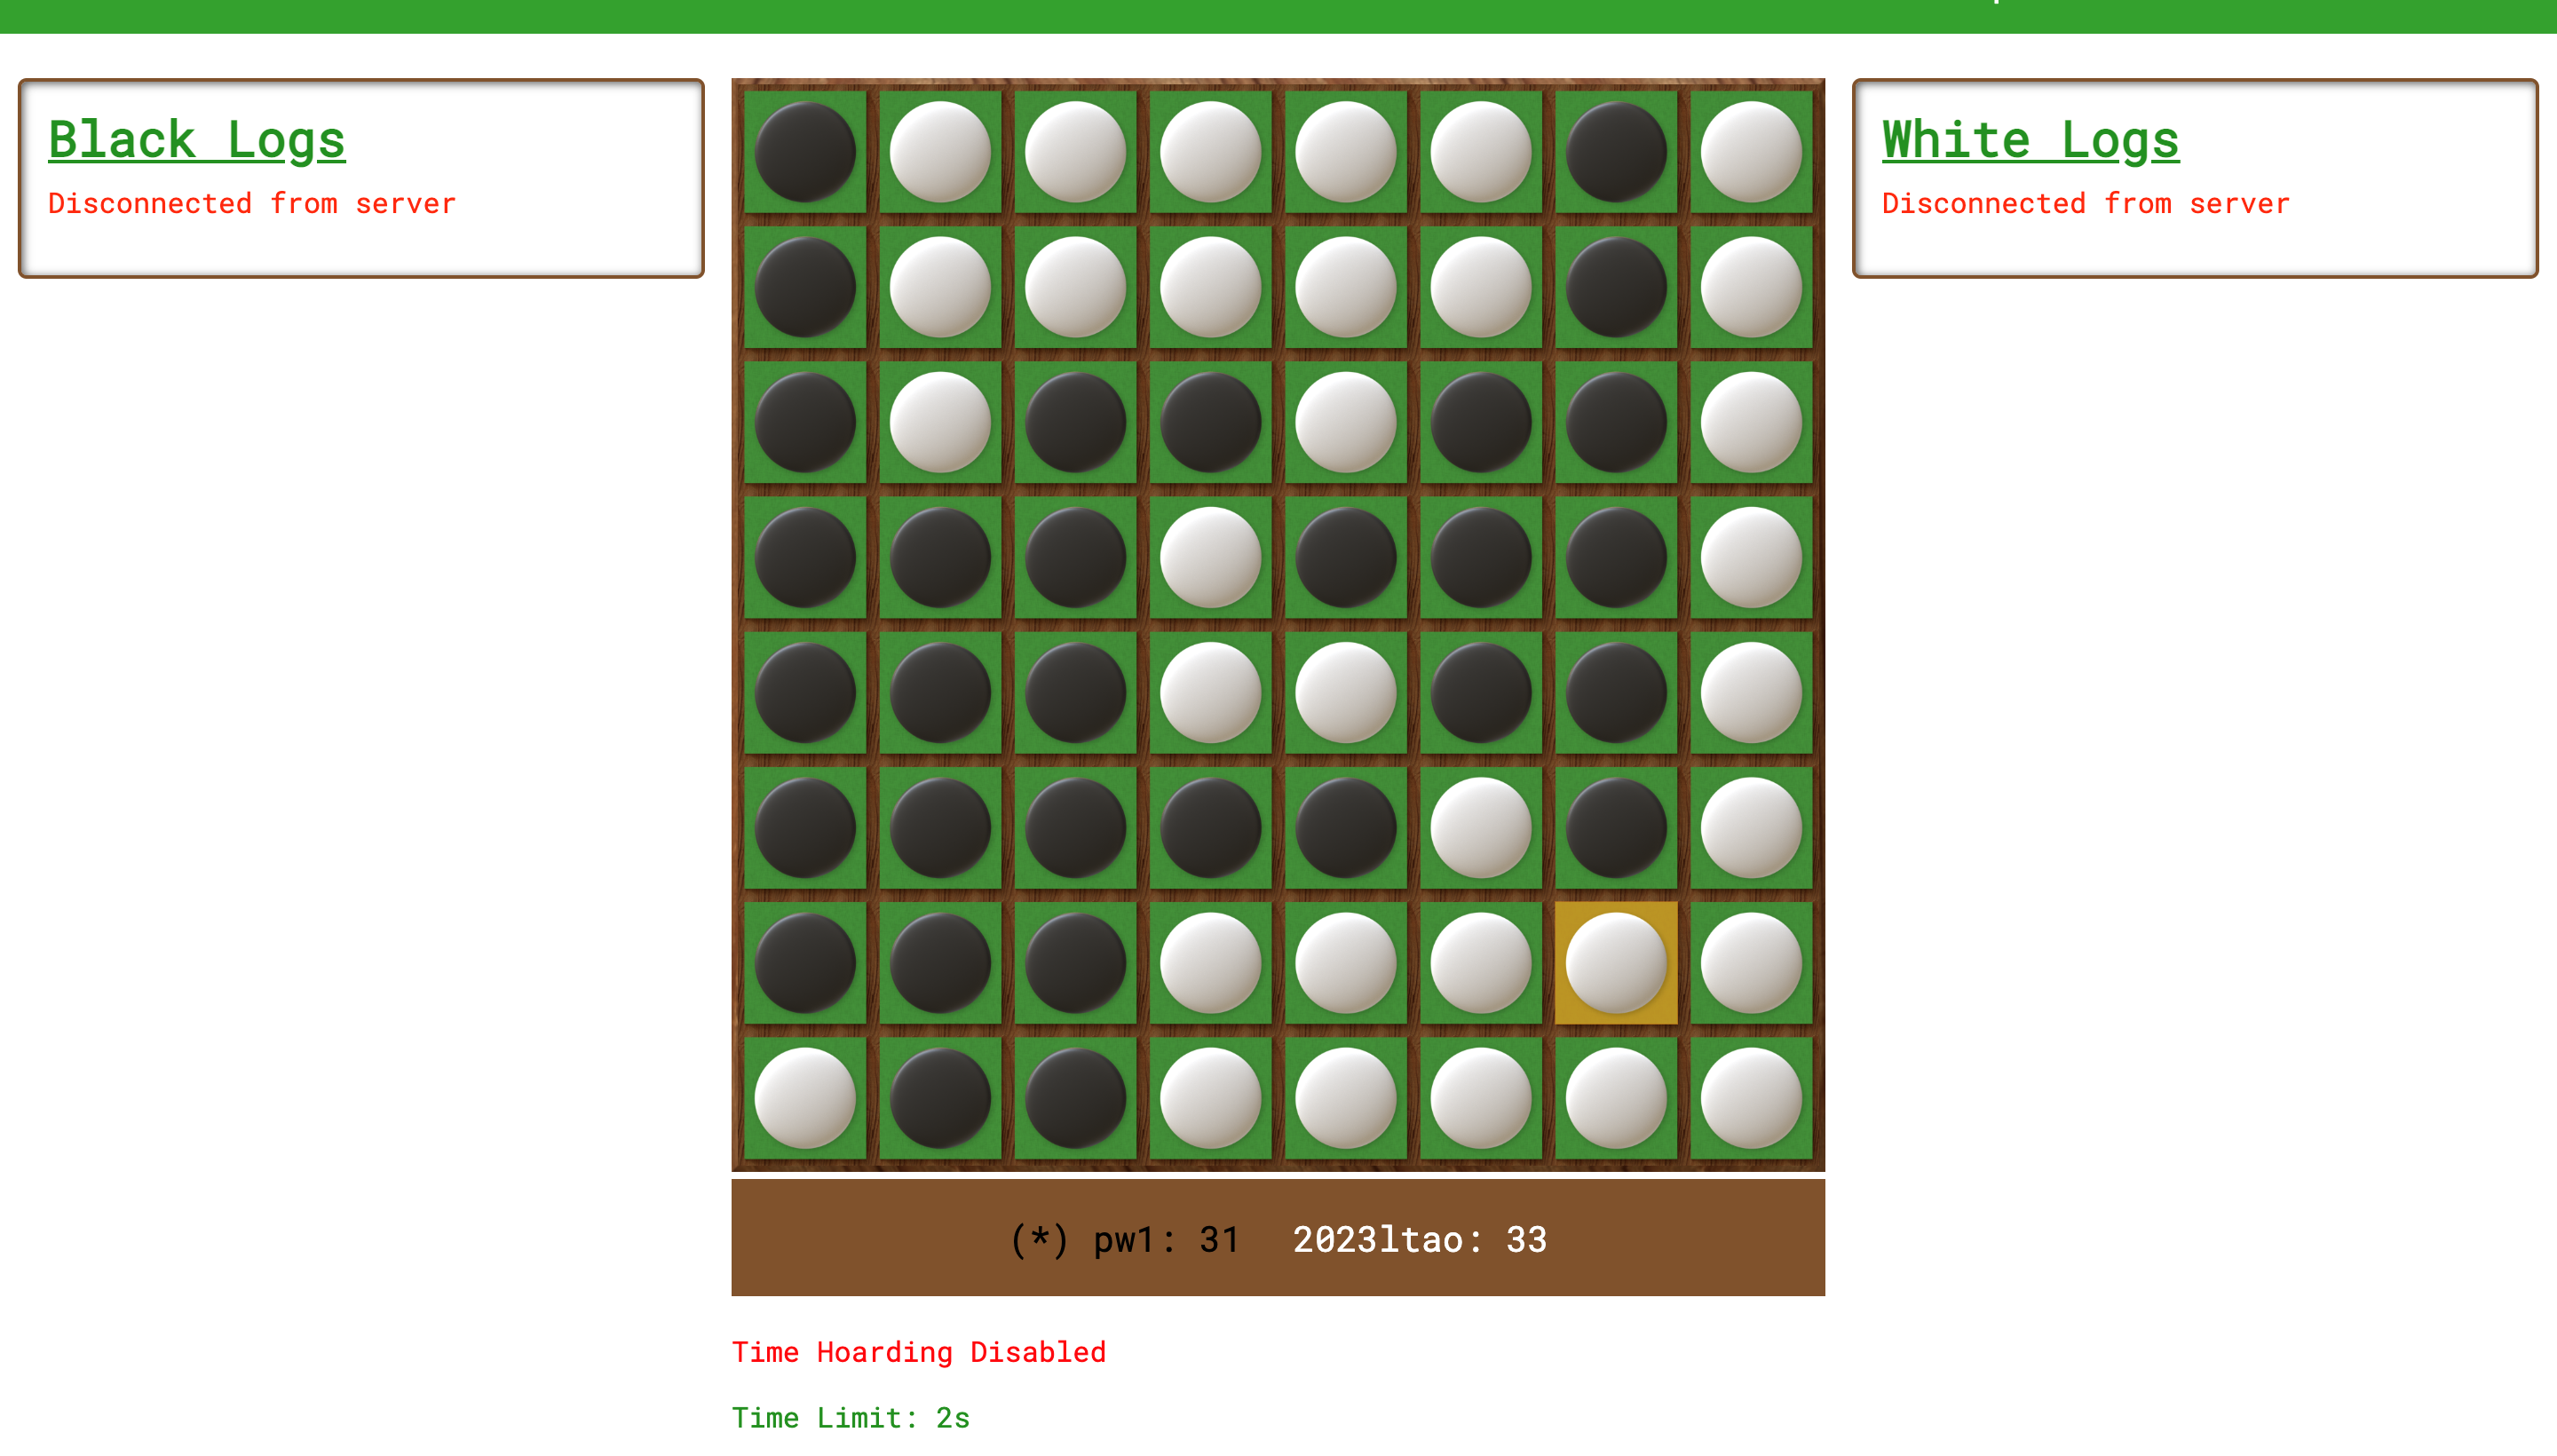 Black Logs
Disconnected from server
White Logs
Disconnected from server
(*) pw1: 31 2023ltao: 33
Time Hoarding Disabled
Time Limit: 2s